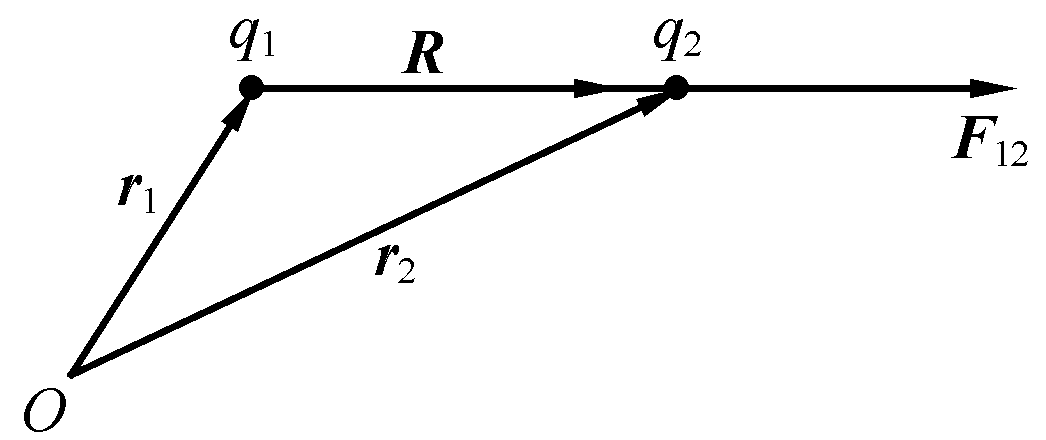 q₁
R
q₂
F₁₂
r₁
r₂
O